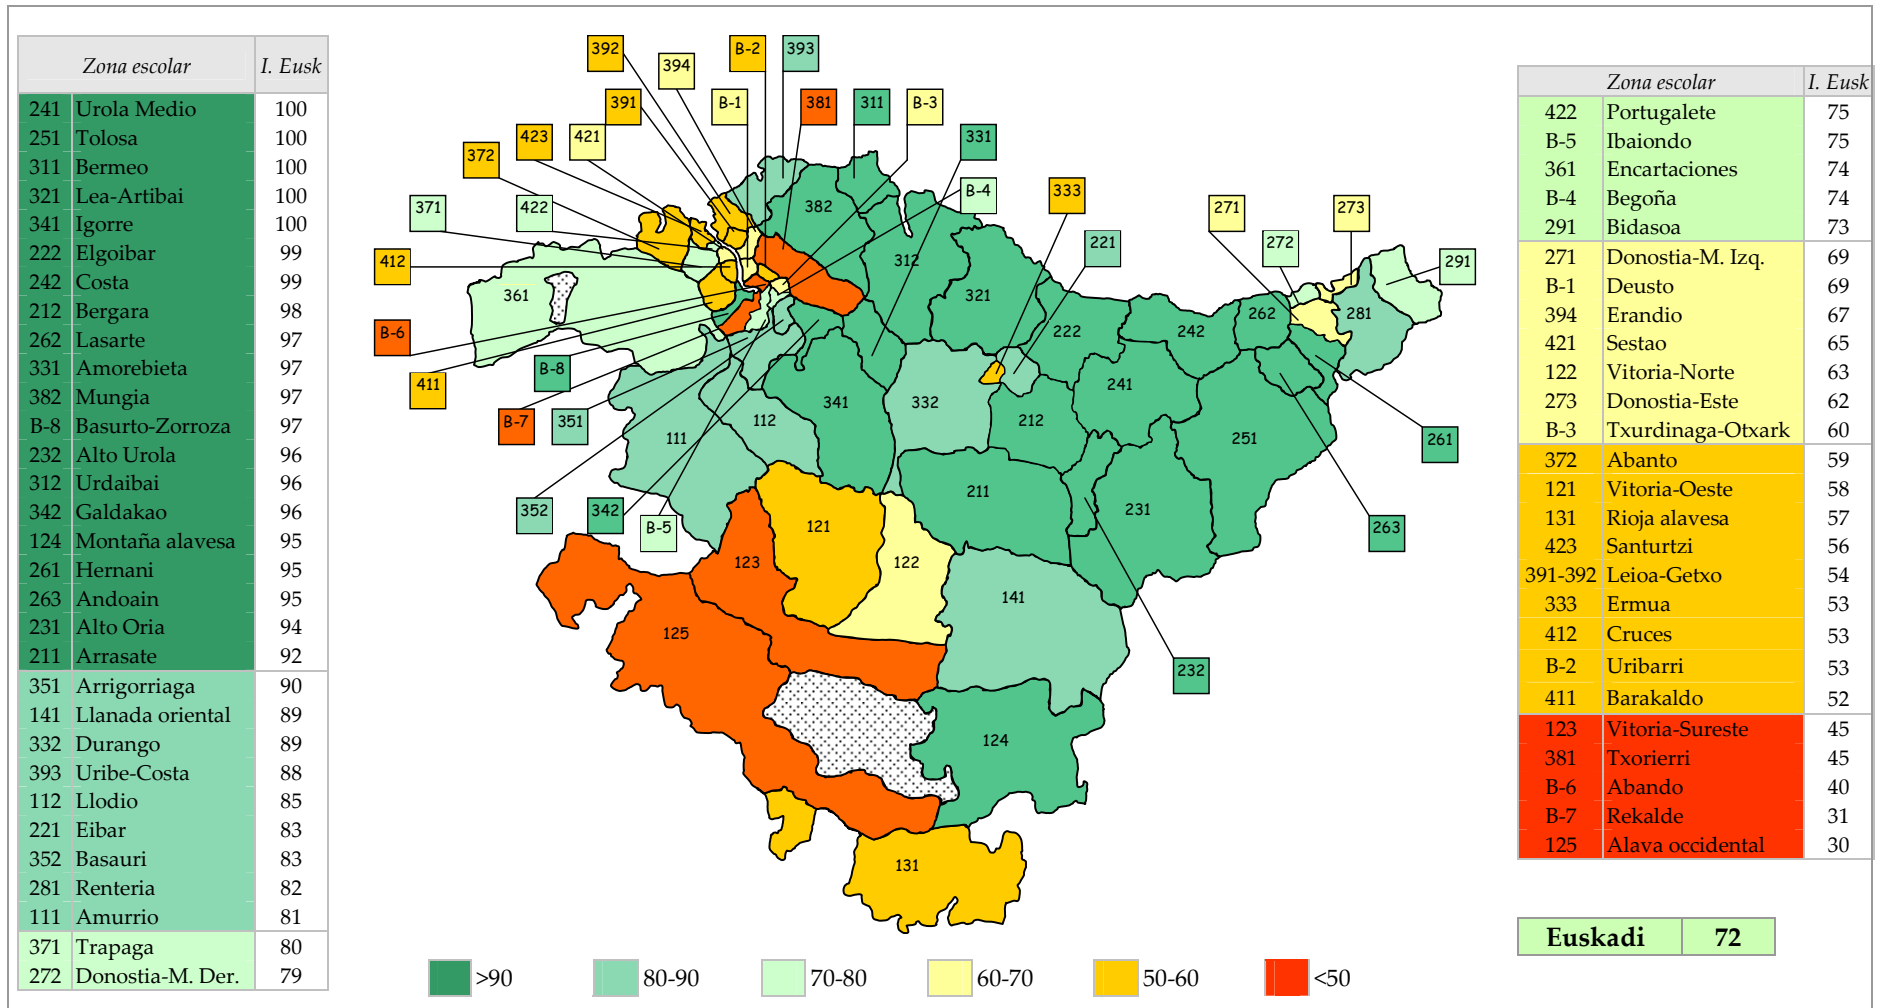 Zona escolar I. Eusk
241 Urola Medio 100
251 Tolosa 100
311 Bermeo 100
321 Lea-Artibai 100
341 Igorre 100
222 Elgoibar 99
242 Costa 99
212 Bergara 98
262 Lasarte 97
331 Amorebieta 97
382 Mungia 97
B-8 Basurto-Zorroza 97
232 Alto Urola 96
312 Urdaibai 96
342 Galdakao 96
124 Montaña alavesa 95
261 Hernani 95
263 Andoain 95
231 Alto Oria 94
211 Arrasate 92
351 Arrigorriaga 90
141 Llanada oriental 89
332 Durango 89
393 Uribe-Costa 88
112 Llodio 85
221 Eibar 83
352 Basauri 83
281 Renteria 82
111 Amurrio 81
371 Trapaga 80
272 Donostia-M. Der. 79
392
394
B-2
393
391
B-1
381
311
B-3
423
421
331
372
371
422
B-4
333
271
273
382
412
221
272
291
312
361
321
262
281
B-6
222
242
411
B-8
241
B-7
351
341
332
112
212
111
251
261
352
342
B-5
211
121
231
263
123
122
141
125
232
124
131
>90
80-90
70-80
60-70
50-60
<50
Zona escolar I. Eusk
422 Portugalete 75
B-5 Ibaiondo 75
361 Encartaciones 74
B-4 Begoña 74
291 Bidasoa 73
271 Donostia-M. Izq. 69
B-1 Deusto 69
394 Erandio 67
421 Sestao 65
122 Vitoria-Norte 63
273 Donostia-Este 62
B-3 Txurdinaga-Otxark 60
372 Abanto 59
121 Vitoria-Oeste 58
131 Rioja alavesa 57
423 Santurtzi 56
391-392 Leioa-Getxo 54
333 Ermua 53
412 Cruces 53
B-2 Uribarri 53
411 Barakaldo 52
123 Vitoria-Sureste 45
381 Txorierri 45
B-6 Abando 40
B-7 Rekalde 31
125 Alava occidental 30
Euskadi 72